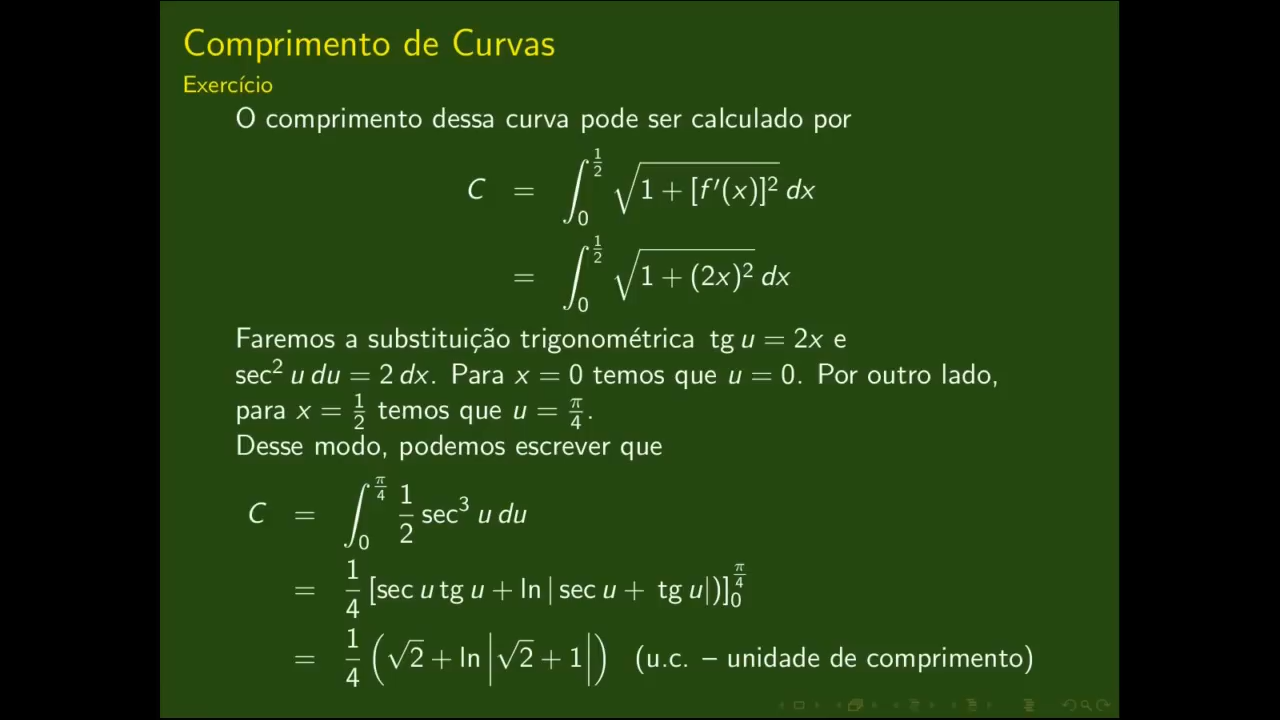 Comprimento de Curvas
Exercício
O comprimento dessa curva pode ser calculado por
C = ∫₀^{1/2} √(1 + [f′(x)]²) dx
= ∫₀^{1/2} √(1 + (2x)²) dx
Faremos a substituição trigonométrica tg u = 2x e
sec² u du = 2 dx. Para x = 0 temos que u = 0. Por outro lado,
para x = 1/2 temos que u = π/4.
Desse modo, podemos escrever que
C = ∫₀^{π/4} 1/2 sec³ u du
= 1/4 [sec u tg u + ln | sec u + tg u|)]₀^{π/4}
= 1/4 (√2 + ln |√2 + 1|) (u.c. – unidade de comprimento)